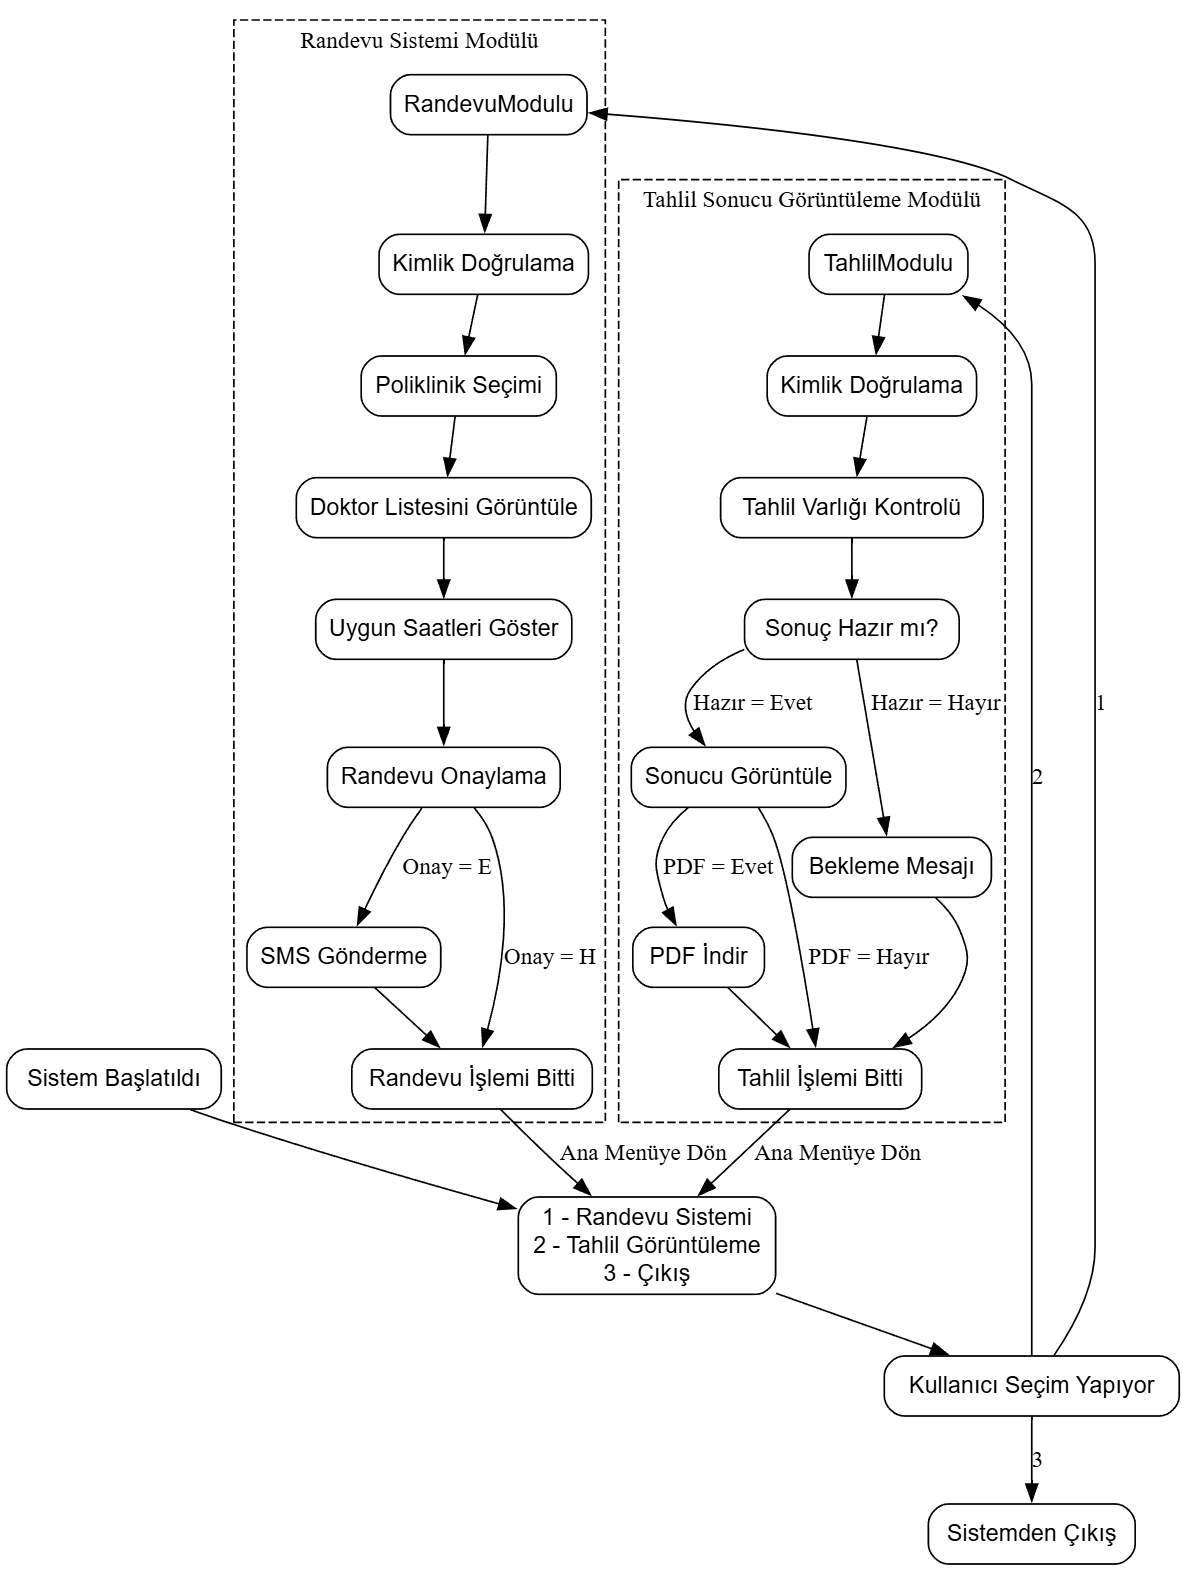 Randevu Sistemi Modülü
RandevuModulu
Kimlik Doğrulama
Poliklinik Seçimi
Doktor Listesini Görüntüle
Uygun Saatleri Göster
Randevu Onaylama
Onay = E
Onay = H
SMS Gönderme
Randevu İşlemi Bitti
Tahlil Sonucu Görüntüleme Modülü
TahlilModulu
Kimlik Doğrulama
Tahlil Varlığı Kontrolü
Sonuç Hazır mı?
Hazır = Evet
Hazır = Hayır
Sonucu Görüntüle
Bekleme Mesajı
PDF = Evet
PDF = Hayır
PDF İndir
Tahlil İşlemi Bitti
Sistem Başlatıldı
Ana Menüye Dön
Ana Menüye Dön
1 - Randevu Sistemi
2 - Tahlil Görüntüleme
3 - Çıkış
Kullanıcı Seçim Yapıyor
1
2
3
Sistemden Çıkış